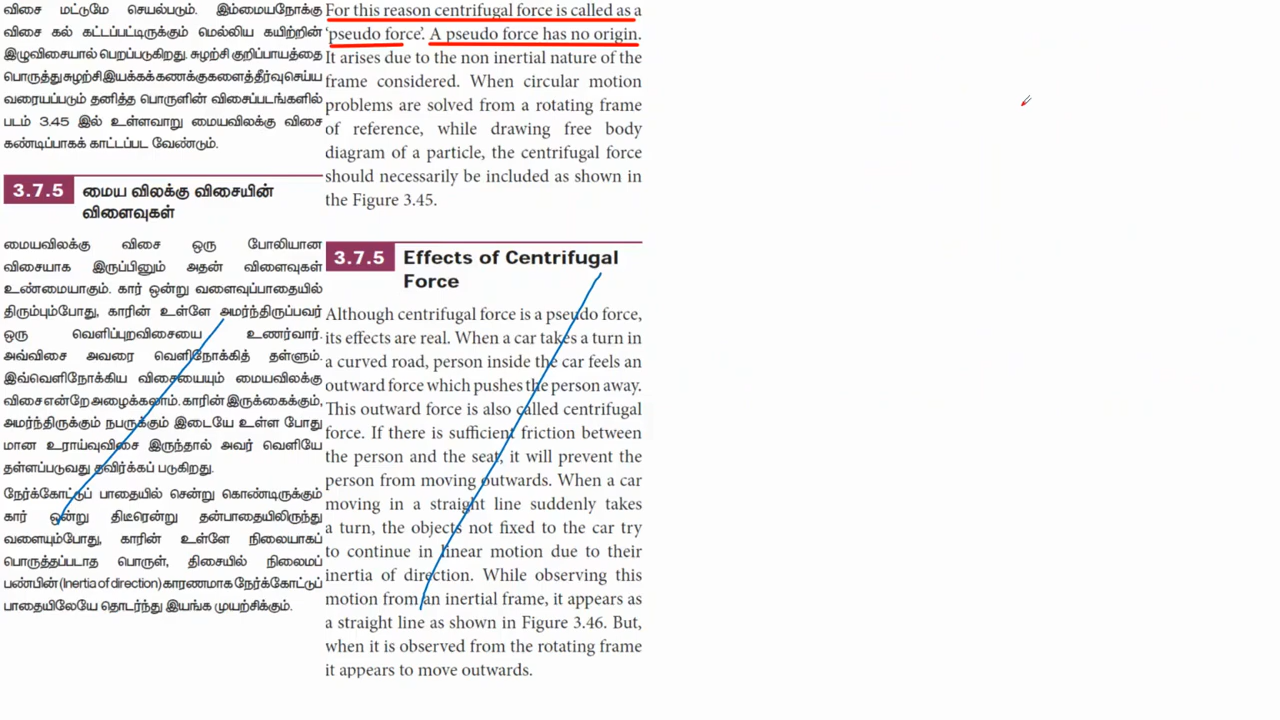 விசை மட்டுமே செயல்படும். இம்மையநோக்கு
விசை கல் கட்டப்பட்டிருக்கும் மெல்லிய கயிற்றின்
இழுவிசையால் பெறப்படுகிறது. சுழற்சி குறிப்பாயத்தை
பொருத்து சுழற்சி இயக்கக் கணக்குகளைத் தீர்வு செய்ய
வரையப்படும் தனித்த பொருளின் விசைப்படங்களில்
படம் 3.45 இல் உள்ளவாறு மையவிலக்கு விசை
கண்டிப்பாகக் காட்டப்பட வேண்டும்.
3.7.5 மைய விலக்கு விசையின்
விளைவுகள்
மையவிலக்கு விசை ஒரு போலியான
விசையாக இருப்பினும் அதன் விளைவுகள்
உண்மையாகும். கார் ஒன்று வளைவுப்பாதையில்
திரும்பும்போது, காரின் உள்ளே அமர்ந்திருப்பவர்
ஒரு வெளிப்புறவிசையை உணர்வார்.
அவ்விசை அவரை வெளிநோக்கித் தள்ளும்.
இவ்வெளிநோக்கிய விசையையும் மையவிலக்கு
விசை என்றே அழைக்கலாம். காரின் இருக்கைக்கும்,
அமர்ந்திருக்கும் நபருக்கும் இடையே உள்ள போது
மான உராய்வுவிசை இருந்தால் அவர் வெளியே
தள்ளப்படுவது தவிர்க்கப் படுகிறது.
நேர்க்கோட்டுப் பாதையில் சென்று கொண்டிருக்கும்
கார் ஒன்று திடீரென்று தன்பாதையிலிருந்து
வளையும்போது, காரின் உள்ளே நிலையாகப்
பொருத்தப்படாத பொருள், திசையில் நிலைமப்
பண்பின் (Inertia of direction) காரணமாக நேர்க்கோட்டுப்
பாதையிலேயே தொடர்ந்து இயங்க முயற்சிக்கும்.
For this reason centrifugal force is called as a
‘pseudo force’. A pseudo force has no origin.
It arises due to the non inertial nature of the
frame considered. When circular motion
problems are solved from a rotating frame
of reference, while drawing free body
diagram of a particle, the centrifugal force
should necessarily be included as shown in
the Figure 3.45.
3.7.5 Effects of Centrifugal
Force
Although centrifugal force is a pseudo force,
its effects are real. When a car takes a turn in
a curved road, person inside the car feels an
outward force which pushes the person away.
This outward force is also called centrifugal
force. If there is sufficient friction between
the person and the seat, it will prevent the
person from moving outwards. When a car
moving in a straight line suddenly takes
a turn, the objects not fixed to the car try
to continue in linear motion due to their
inertia of direction. While observing this
motion from an inertial frame, it appears as
a straight line as shown in Figure 3.46. But,
when it is observed from the rotating frame
it appears to move outwards.